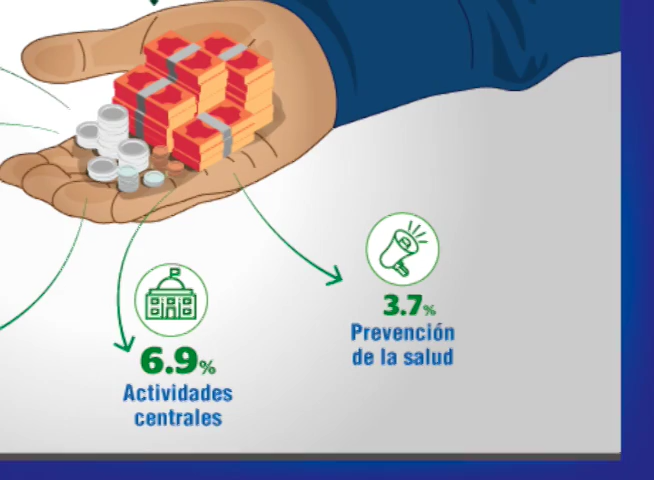 3.7%
Prevención
de la salud
6.9%
Actividades
centrales